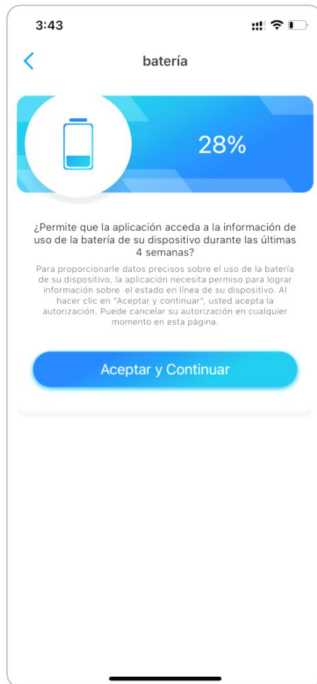 3:43
batería
28%
¿Permite que la aplicación acceda a la información de
uso de la batería de su dispositivo durante las últimas
4 semanas?
Para proporcionarle datos precisos sobre el uso de la batería
de su dispositivo, la aplicación necesita permiso para lograr
información sobre el estado en línea de su dispositivo. Al
hacer clic en "Aceptar y continuar", usted acepta la
autorización. Puede cancelar su autorización en cualquier
momento en esta página.
Aceptar y Continuar